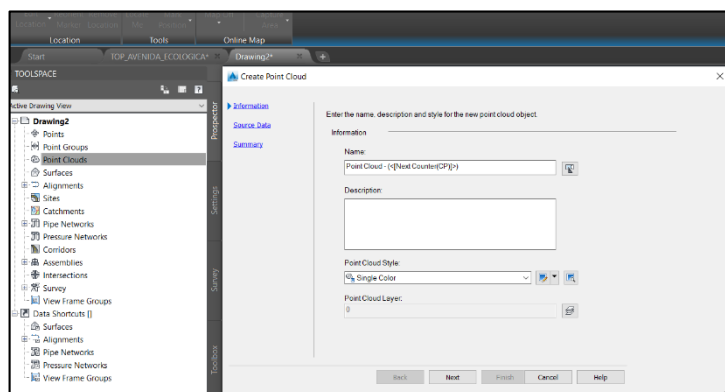 Location
Tools
Online Map
Start
TOP_AVENIDA_ECOLOGICA*
Drawing2*
TOOLSPACE
Active Drawing View
Drawing2
Points
Point Groups
Point Clouds
Surfaces
Alignments
Sites
Catchments
Pipe Networks
Pressure Networks
Corridors
Assemblies
Intersections
Survey
View Frame Groups
Data Shortcuts []
Surfaces
Alignments
Pipe Networks
Pressure Networks
View Frame Groups
Prospector
Settings
Survey
Toolbox
Create Point Cloud
Information
Source Data
Summary
Enter the name, description and style for the new point cloud object.
Information
Name:
Point Cloud - (<[Next Counter(CP)]>)
Description:
Point Cloud Style:
Single Color
Point Cloud Layer:
0
Back
Next
Finish
Cancel
Help